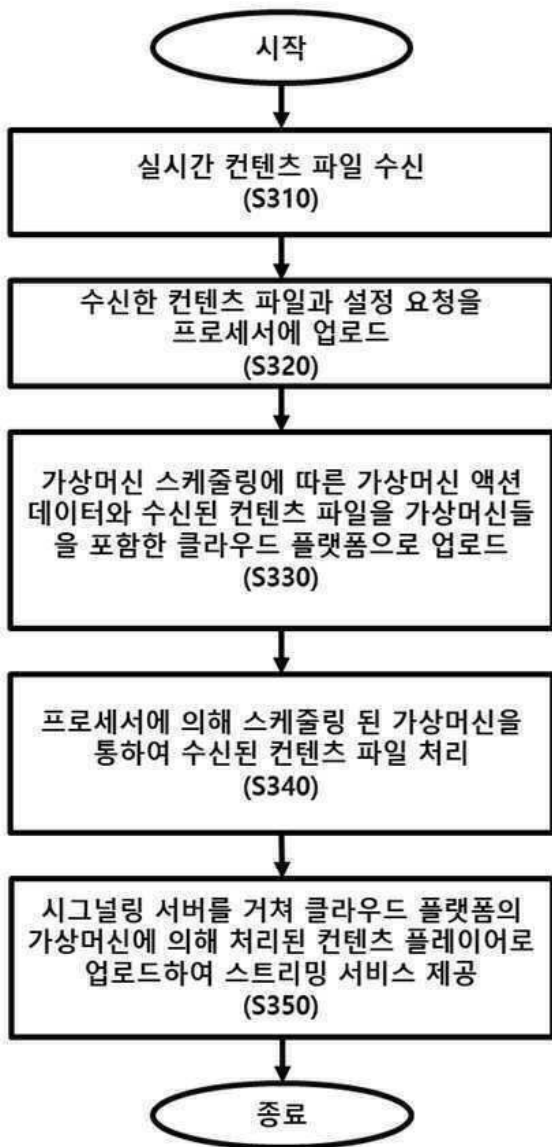 시작
실시간 컨텐츠 파일 수신
(S310)
수신한 컨텐츠 파일과 설정 요청을
프로세서에 업로드
(S320)
가상머신 스케줄링에 따른 가상머신 액션
데이터와 수신된 컨텐츠 파일을 가상머신들
을 포함한 클라우드 플랫폼으로 업로드
(S330)
프로세서에 의해 스케줄링 된 가상머신을
통하여 수신된 컨텐츠 파일 처리
(S340)
시그널링 서버를 거쳐 클라우드 플랫폼의
가상머신에 의해 처리된 컨텐츠 플레이어로
업로드하여 스트리밍 서비스 제공
(S350)
종료